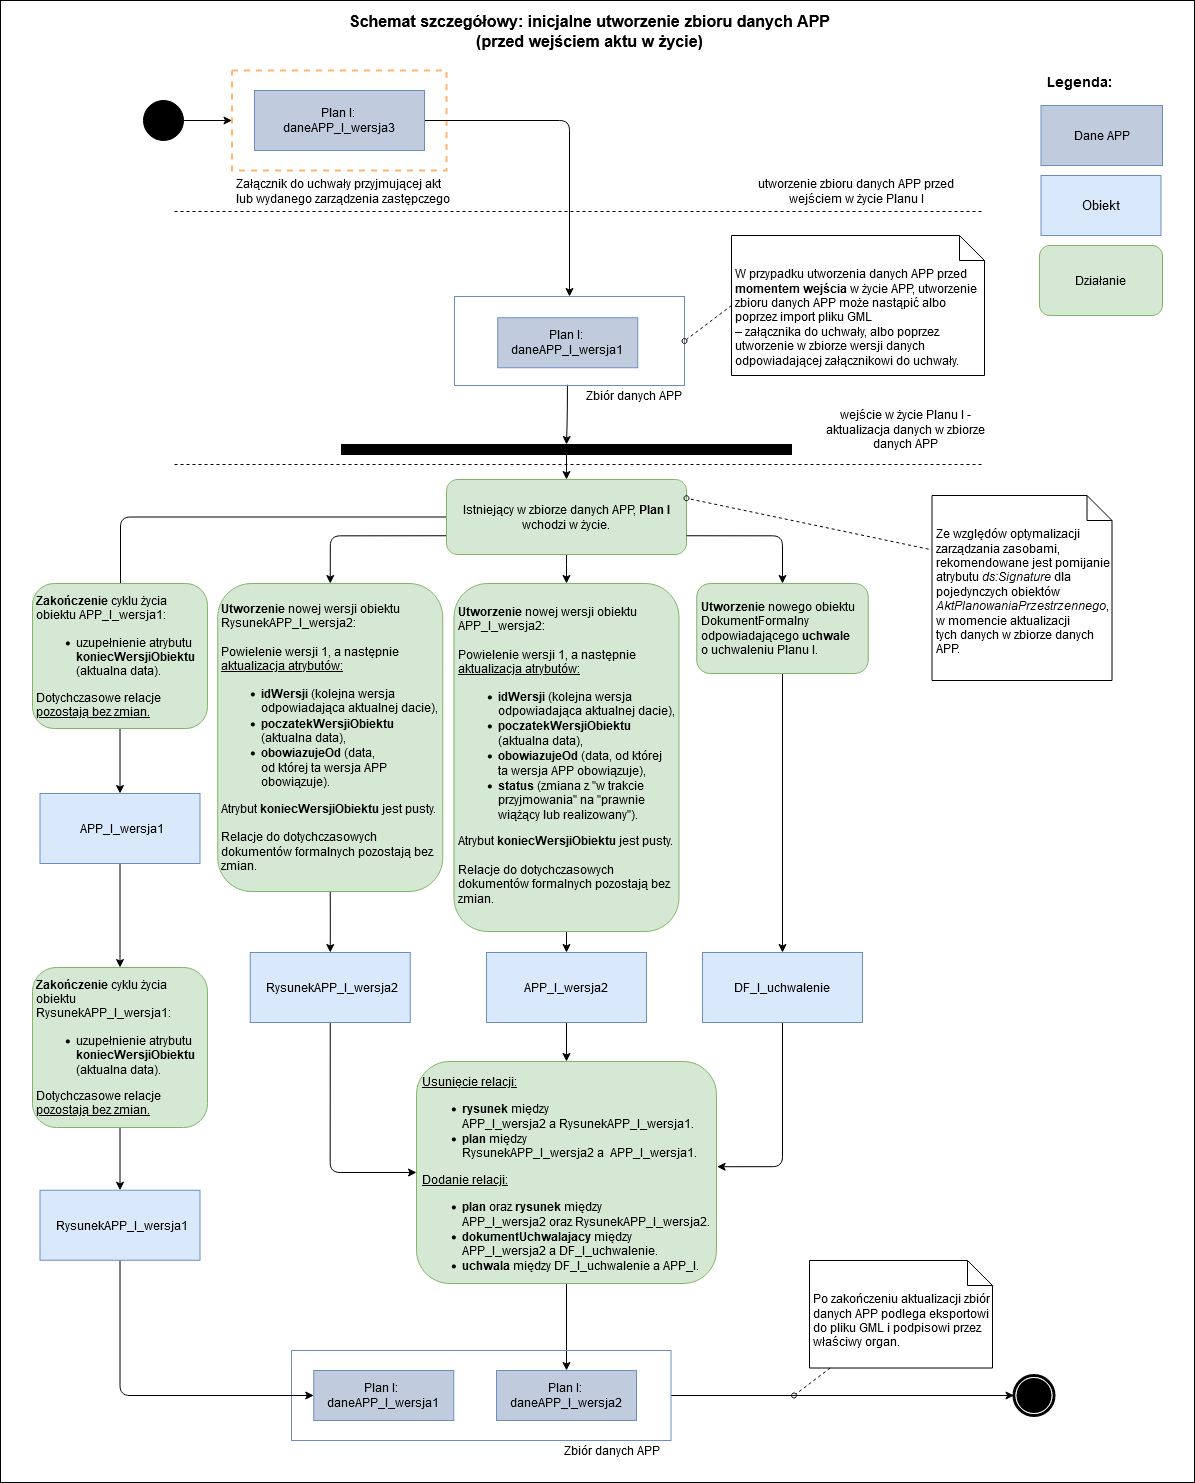 Schemat szczegółowy: inicjalne utworzenie zbioru danych APP
(przed wejściem aktu w życie)
Legenda:
Dane APP
Obiekt
Działanie
Plan I:
daneAPP_I_wersja3
Załącznik do uchwały przyjmującej akt
lub wydanego zarządzenia zastępczego
utworzenie zbioru danych APP przed
wejściem w życie Planu I
W przypadku utworzenia danych APP przed
momentem wejścia w życie APP, utworzenie
zbioru danych APP może nastąpić albo
poprzez import pliku GML
– załącznika do uchwały, albo poprzez
utworzenie w zbiorze wersji danych
odpowiadającej załącznikowi do uchwały.
Plan I:
daneAPP_I_wersja1
Zbiór danych APP
wejście w życie Planu I -
aktualizacja danych w zbiorze
danych APP
Istniejący w zbiorze danych APP, Plan I
wchodzi w życie.
Ze względów optymalizacji
zarządzania zasobami,
rekomendowane jest pomijanie
atrybutu ds:Signature dla
pojedynczych obiektów
AktPlanowaniaPrzestrzennego,
w momencie aktualizacji
tych danych w zbiorze danych
APP.
Zakończenie cyklu życia
obiektu APP_I_wersja1:
• uzupełnienie atrybutu
koniecWersjiObiektu
(aktualna data).
Dotychczasowe relacje
pozostają bez zmian.
APP_I_wersja1
Zakończenie cyklu życia
obiektu
RysunekAPP_I_wersja1:
• uzupełnienie atrybutu
koniecWersjiObiektu
(aktualna data).
Dotychczasowe relacje
pozostają bez zmian.
RysunekAPP_I_wersja1
Utworzenie nowej wersji obiektu
RysunekAPP_I_wersja2:
Powielenie wersji 1, a następnie
aktualizacja atrybutów:
• idWersji (kolejna wersja
odpowiadająca aktualnej dacie),
• poczatekWersjiObiektu
(aktualna data),
• obowiazujeOd (data,
od której ta wersja APP
obowiązuje).
Atrybut koniecWersjiObiektu jest pusty.
Relacje do dotychczasowych
dokumentów formalnych pozostają bez
zmian.
RysunekAPP_I_wersja2
Utworzenie nowej wersji obiektu
APP_I_wersja2:
Powielenie wersji 1, a następnie
aktualizacja atrybutów:
• idWersji (kolejna wersja
odpowiadająca aktualnej dacie),
• poczatekWersjiObiektu
(aktualna data),
• obowiazujeOd (data, od której
ta wersja APP obowiązuje),
• status (zmiana z "w trakcie
przyjmowania" na "prawnie
wiążący lub realizowany").
Atrybut koniecWersjiObiektu jest pusty.
Relacje do dotychczasowych
dokumentów formalnych pozostają bez
zmian.
APP_I_wersja2
Utworzenie nowego obiektu
DokumentFormalny
odpowiadającego uchwale
o uchwaleniu Planu I.
DF_I_uchwalenie
Usunięcie relacji:
• rysunek między
APP_I_wersja2 a RysunekAPP_I_wersja1.
• plan między
RysunekAPP_I_wersja2 a APP_I_wersja1.
Dodanie relacji:
• plan oraz rysunek między
APP_I_wersja2 oraz RysunekAPP_I_wersja2.
• dokumentUchwalajacy między
APP_I_wersja2 a DF_I_uchwalenie.
• uchwala między DF_I_uchwalenie a APP_I.
Po zakończeniu aktualizacji zbiór
danych APP podlega eksportowi
do pliku GML i podpisowi przez
właściwy organ.
Plan I:
daneAPP_I_wersja1
Plan I:
daneAPP_I_wersja2
Zbiór danych APP